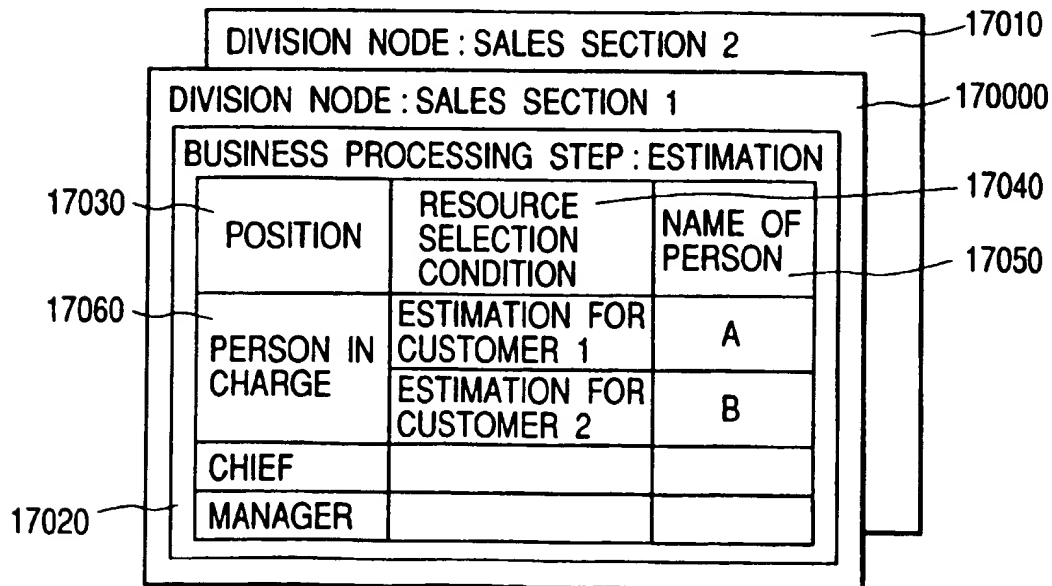 DIVISION NODE : SALES SECTION 2
17010
DIVISION NODE : SALES SECTION 1
170000
BUSINESS PROCESSING STEP : ESTIMATION
17030
POSITION
RESOURCE
SELECTION
CONDITION
17040
NAME OF
PERSON
17050
17060
PERSON IN
CHARGE
ESTIMATION FOR
CUSTOMER 1
A
ESTIMATION FOR
CUSTOMER 2
B
CHIEF
MANAGER
17020